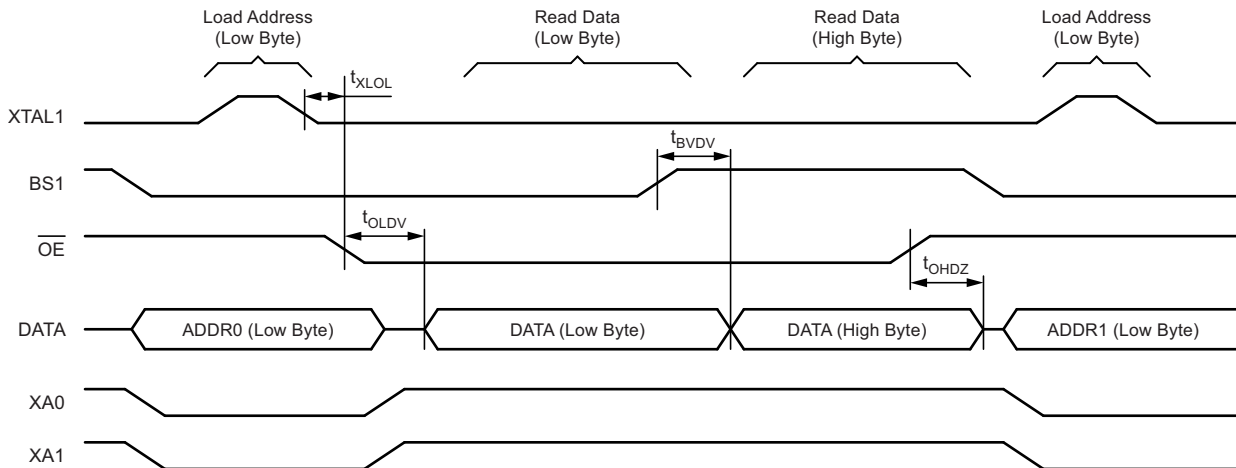 Load Address
(Low Byte)
Read Data
(Low Byte)
Read Data
(High Byte)
Load Address
(Low Byte)
tXLOL
XTAL1
tBVDV
BS1
tOLDV
OE
tOHDZ
DATA
ADDR0 (Low Byte)
DATA (Low Byte)
DATA (High Byte)
ADDR1 (Low Byte)
XA0
XA1